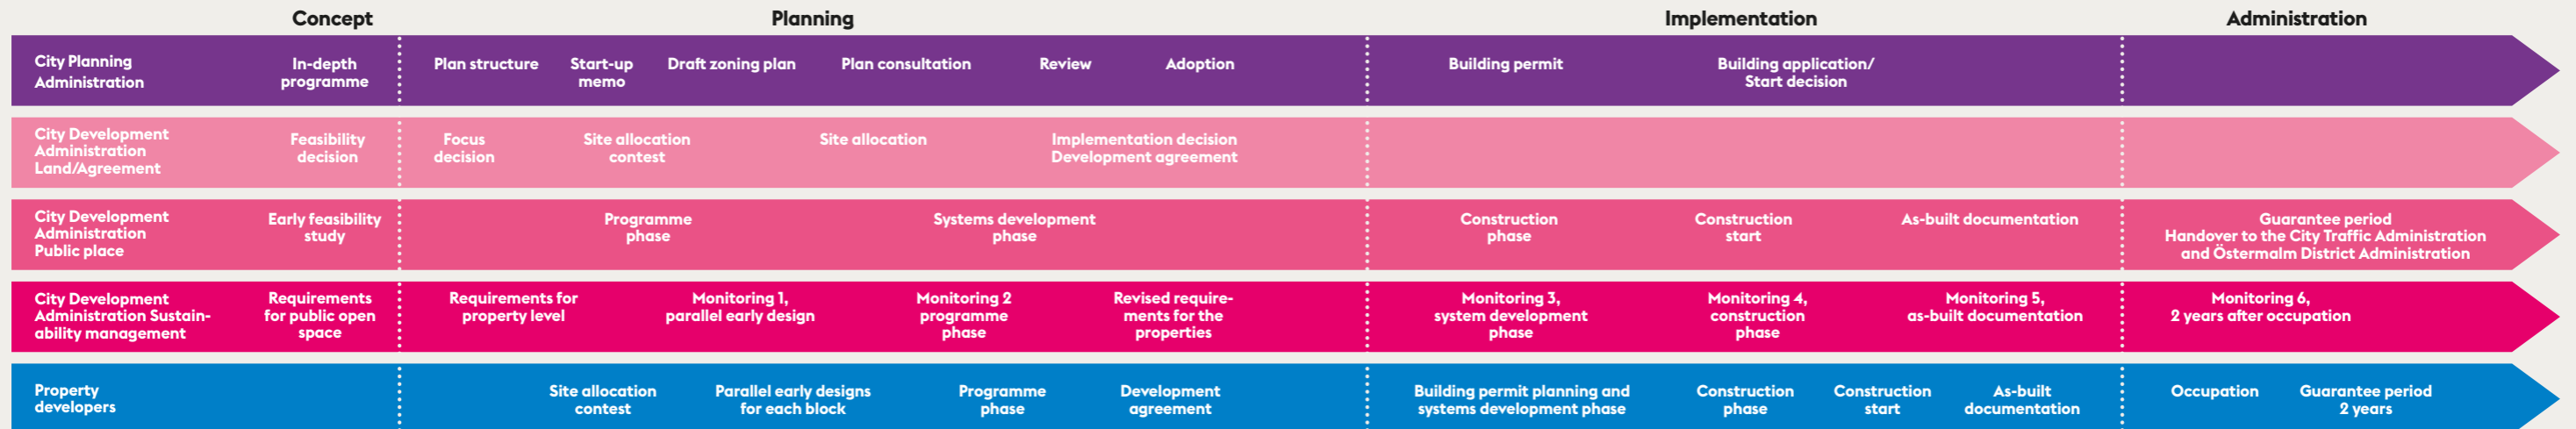 Concept
Planning
Implementation
Administration
City Planning
Administration
In-depth
programme
Plan structure
Start-up
memo
Draft zoning plan
Plan consultation
Review
Adoption
Building permit
Building application/
Start decision
City Development
Administration
Land/Agreement
Feasibility
decision
Focus
decision
Site allocation
contest
Site allocation
Implementation decision
Development agreement
City Development
Administration
Public place
Early feasibility
study
Programme
phase
Systems development
phase
Construction
phase
Construction
start
As-built documentation
Guarantee period
Handover to the City Traffic Administration
and Östermalm District Administration
City Development
Administration Sustain-
ability management
Requirements
for public open
space
Requirements for
property level
Monitoring 1,
parallel early design
Monitoring 2
programme
phase
Revised require-
ments for the
properties
Monitoring 3,
system development
phase
Monitoring 4,
construction
phase
Monitoring 5,
as-built documentation
Monitoring 6,
2 years after occupation
Property
developers
Site allocation
contest
Parallel early designs
for each block
Programme
phase
Development
agreement
Building permit planning and
systems development phase
Construction
phase
Construction
start
As-built
documentation
Occupation
Guarantee period
2 years